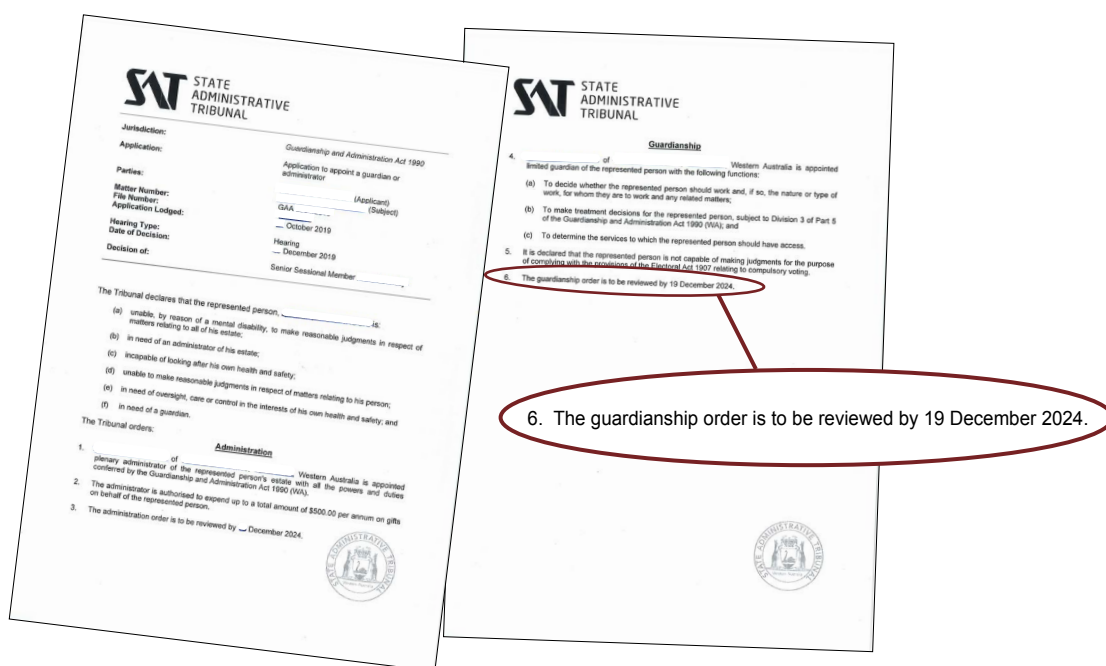 SAT STATE
ADMINISTRATIVE
TRIBUNAL
Jurisdiction:
Guardianship and Administration Act 1990
Application:
Application to appoint a guardian or
administrator
Parties:
(Applicant)
(Subject)
Matter Number:
File Number:
GAA
Application Lodged:
October 2019
Hearing Type:
Hearing
Date of Decision:
December 2019
Decision of:
Senior Sessional Member
The Tribunal declares that the represented person, is:
(a) unable, by reason of a mental disability, to make reasonable judgments in respect of
matters relating to all of his estate;
(b) in need of an administrator of his estate;
(c) incapable of looking after his own health and safety;
(d) unable to make reasonable judgments in respect of matters relating to his person;
(e) in need of oversight, care or control in the interests of his own health and safety; and
(f) in need of a guardian.
The Tribunal orders:
Administration
1. of Western Australia is appointed
plenary administrator of the represented person's estate with all the powers and duties
conferred by the Guardianship and Administration Act 1990 (WA).
2. The administrator is authorised to expend up to a total amount of $500.00 per annum on gifts
on behalf of the represented person.
3. The administration order is to be reviewed by December 2024.
STATE ADMINISTRATIVE TRIBUNAL
SAT STATE
ADMINISTRATIVE
TRIBUNAL
Guardianship
4. , of Western Australia is appointed
limited guardian of the represented person with the following functions:
(a) To decide whether the represented person should work and, if so, the nature or type of
work, for whom they are to work and any related matters;
(b) To make treatment decisions for the represented person, subject to Division 3 of Part 5
of the Guardianship and Administration Act 1990 (WA); and
(c) To determine the services to which the represented person should have access.
5. It is declared that the represented person is not capable of making judgments for the purpose
of complying with the provisions of the Electoral Act 1907 relating to compulsory voting.
6. The guardianship order is to be reviewed by 19 December 2024.
6. The guardianship order is to be reviewed by 19 December 2024.
STATE ADMINISTRATIVE TRIBUNAL